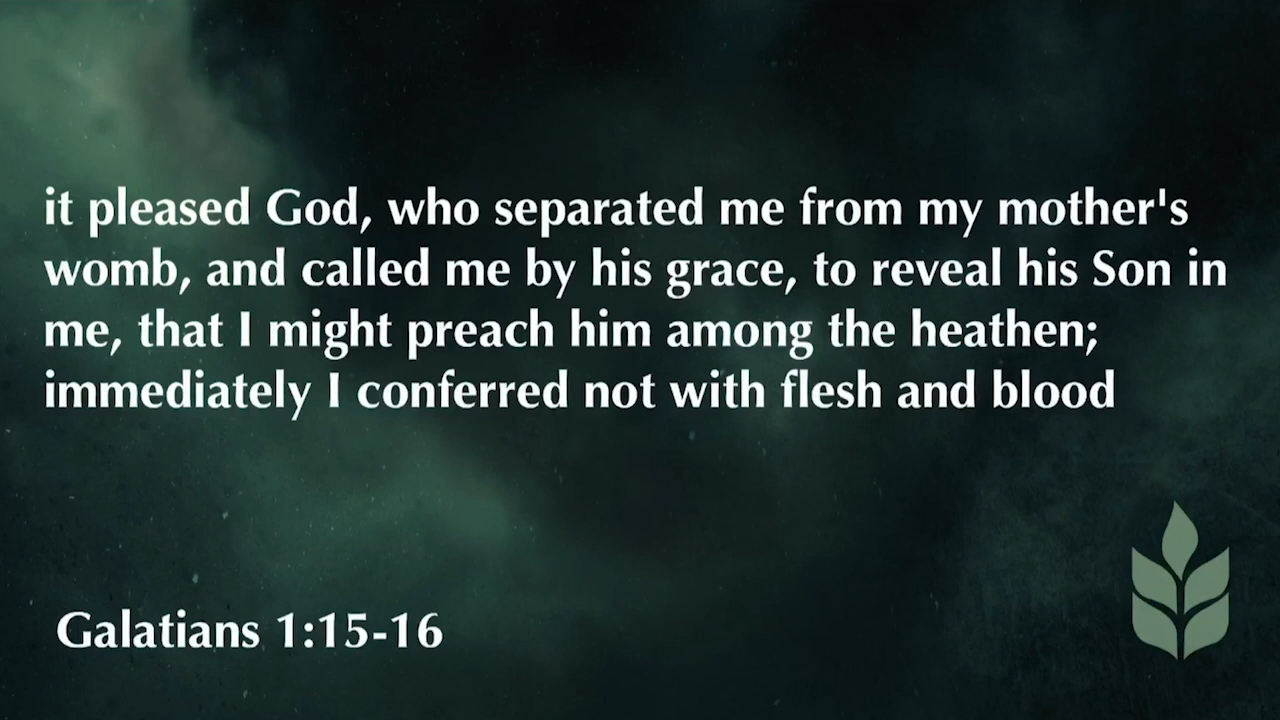 it pleased God, who separated me from my mother's
womb, and called me by his grace, to reveal his Son in
me, that I might preach him among the heathen;
immediately I conferred not with flesh and blood
Galatians 1:15-16